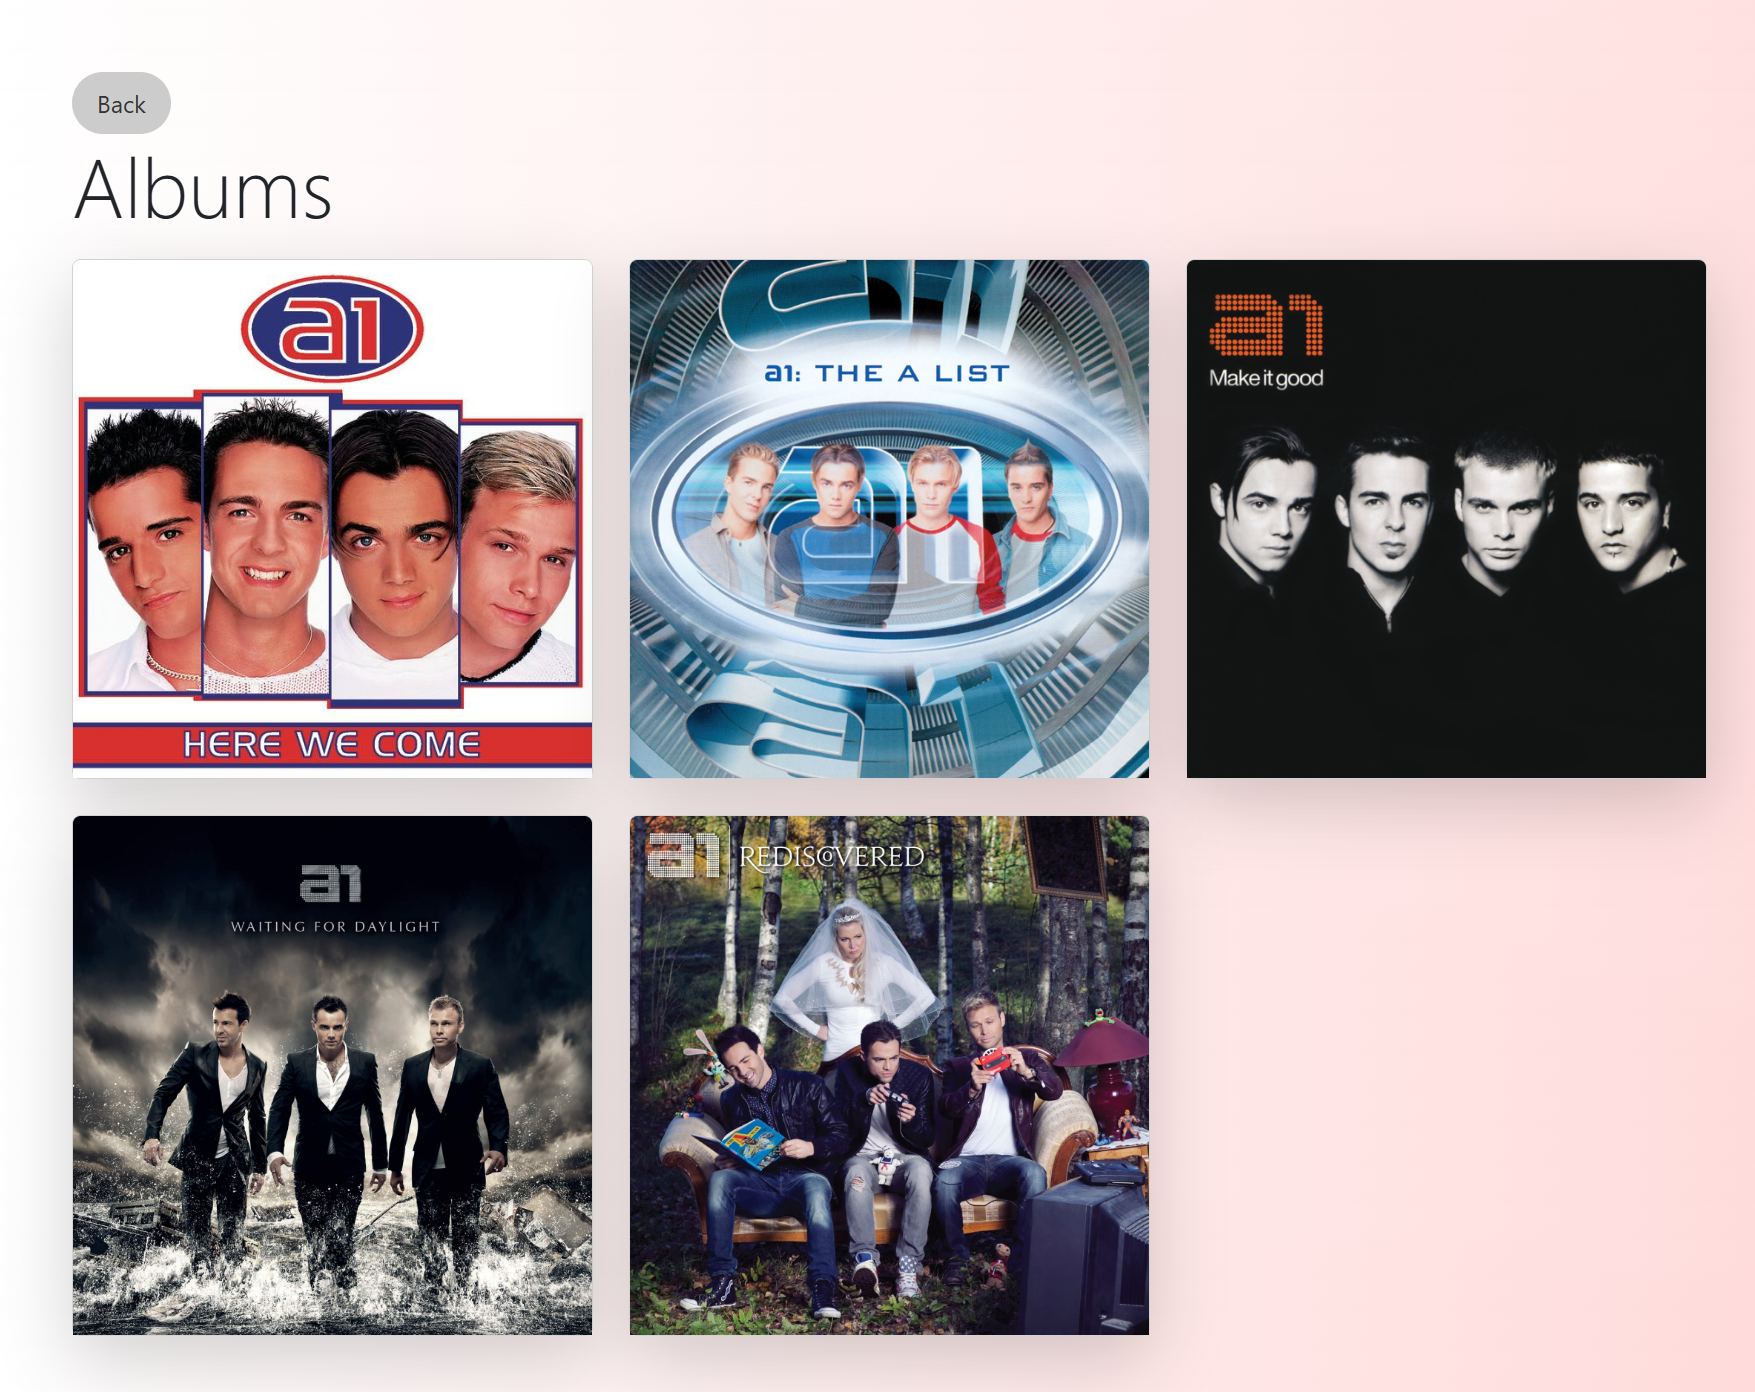 Back
Albums
a1
HERE WE COME
a1: THE A LIST
a1
a1
Make it good
a1
WAITING FOR DAYLIGHT
a1 REDISCOVERED